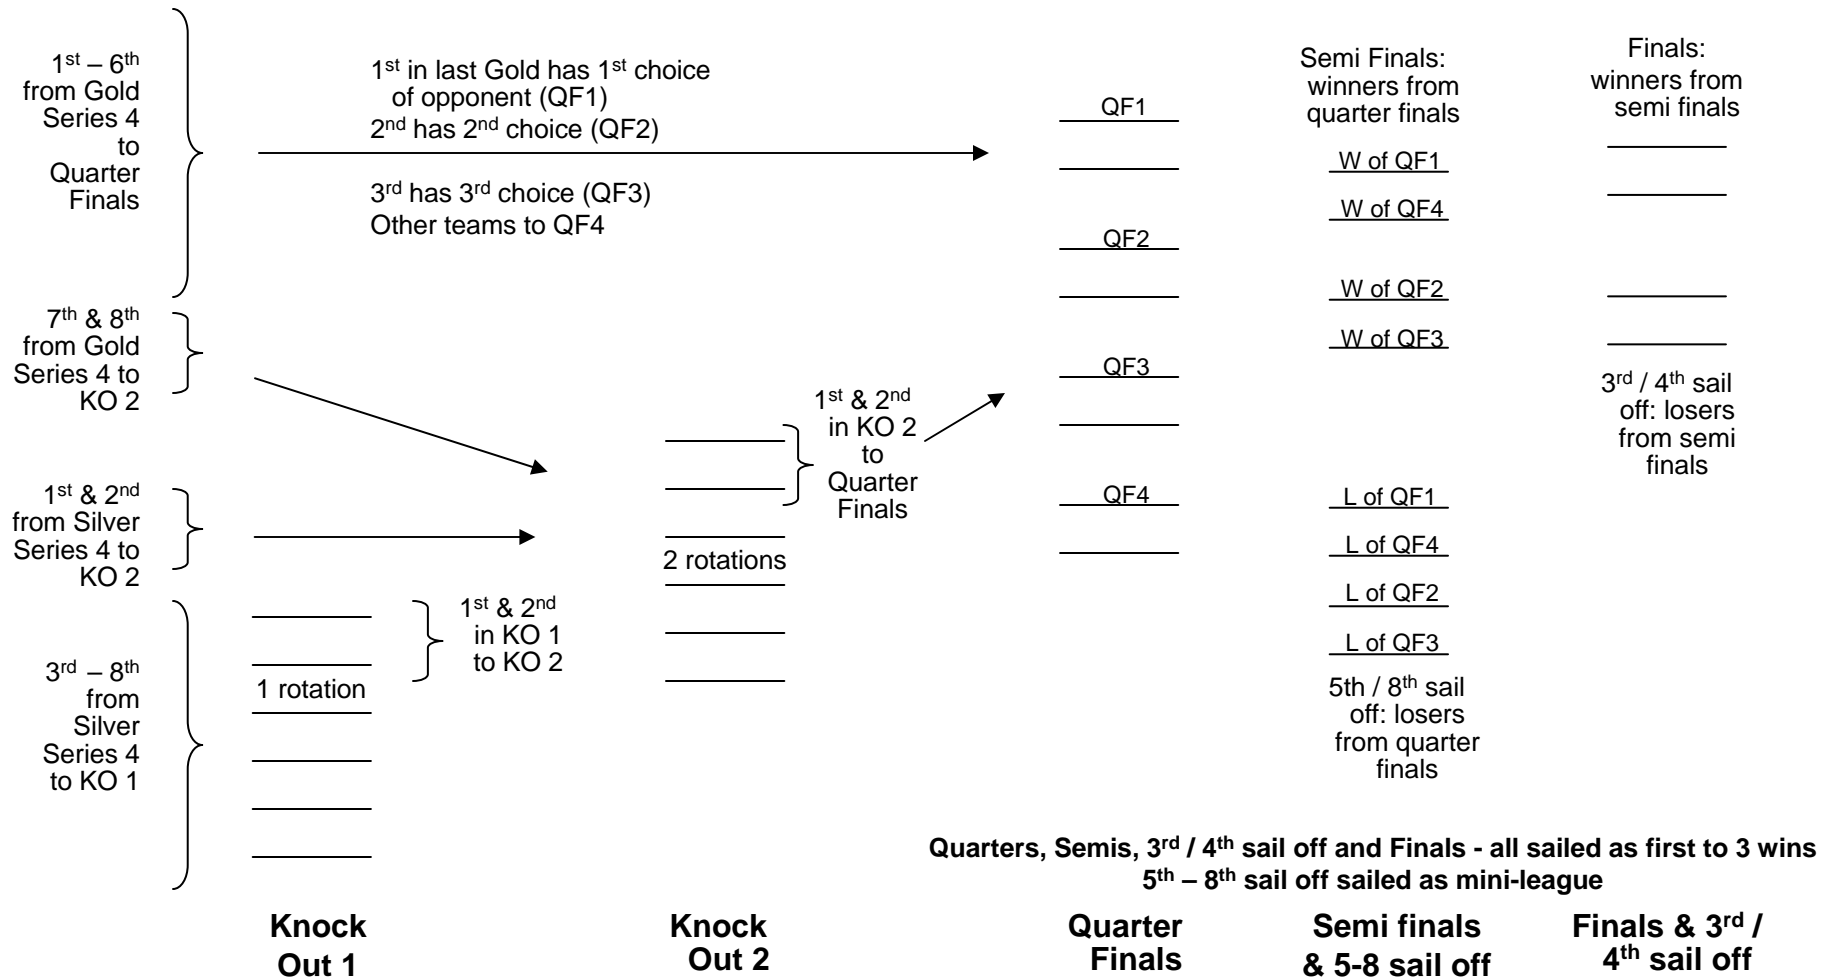 1st – 6th
from Gold
Series 4
to
Quarter
Finals
1st in last Gold has 1st choice
of opponent (QF1)
2nd has 2nd choice (QF2)
3rd has 3rd choice (QF3)
Other teams to QF4
7th & 8th
from Gold
Series 4 to
KO 2
1st & 2nd
from Silver
Series 4 to
KO 2
3rd – 8th
from
Silver
Series 4
to KO 1
1 rotation
1st & 2nd
in KO 1
to KO 2
2 rotations
1st & 2nd
in KO 2
to
Quarter
Finals
QF1
QF2
QF3
QF4
Semi Finals:
winners from
quarter finals
W of QF1
W of QF4
W of QF2
W of QF3
L of QF1
L of QF4
L of QF2
L of QF3
5th / 8th sail
off: losers
from quarter
finals
Finals:
winners from
semi finals
3rd / 4th sail
off: losers
from semi
finals
Quarters, Semis, 3rd / 4th sail off and Finals - all sailed as first to 3 wins
5th – 8th sail off sailed as mini-league
Knock
Out 1
Knock
Out 2
Quarter
Finals
Semi finals
& 5-8 sail off
Finals & 3rd /
4th sail off